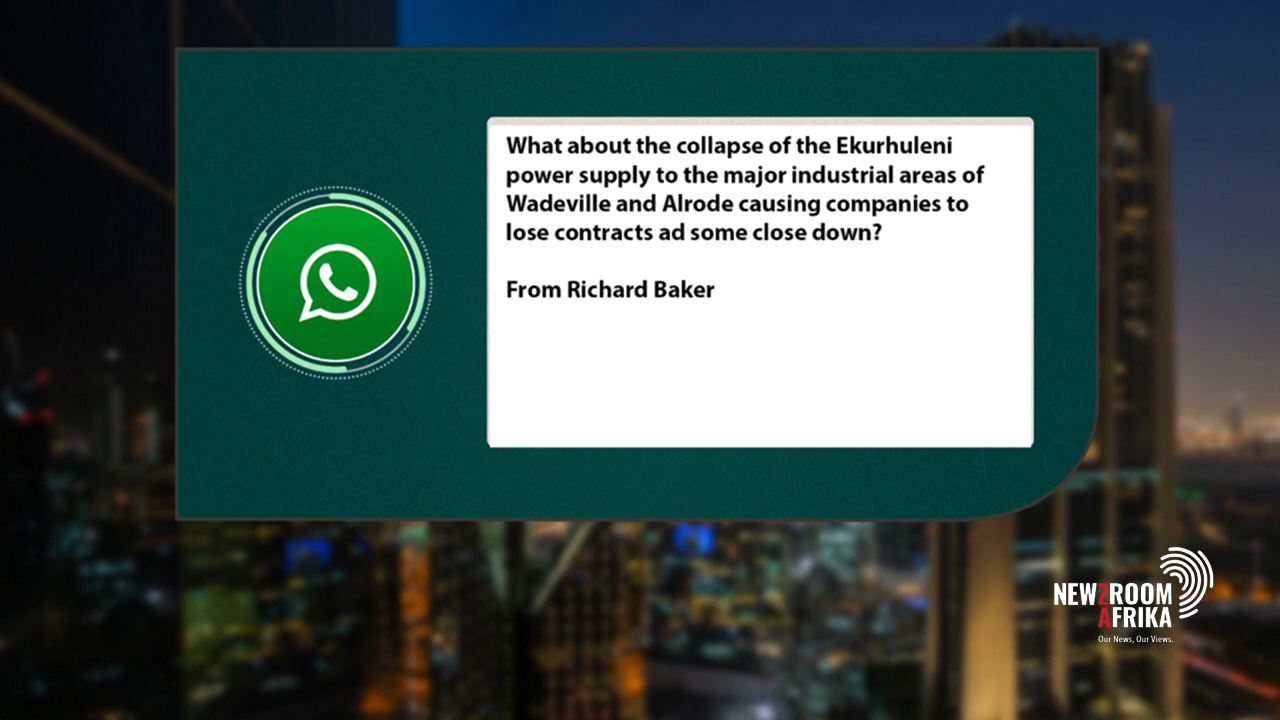 What about the collapse of the Ekurhuleni
power supply to the major industrial areas of
Wadeville and Alrode causing companies to
lose contracts ad some close down?
From Richard Baker
NEWZROOM
AFRIKA
Our News, Our Views.